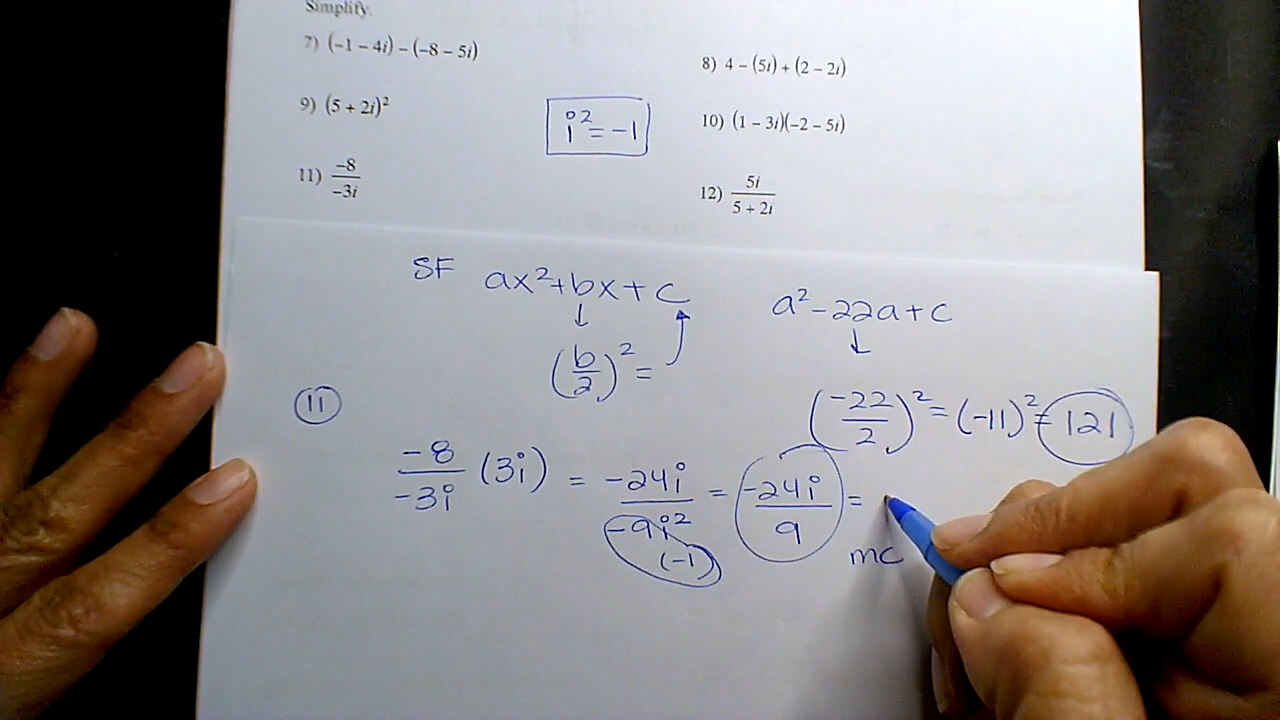 Simplify.
7) (-1 - 4i) - (-8 - 5i)
8) 4 - (5i) + (2 - 2i)
9) (5 + 2i)²
i² = -1
10) (1 - 3i)(-2 - 5i)
11) -8/-3i
12) 5i/(5 + 2i)
SF ax² + bx + c
a² - 22a + c
↓
↓
(b/2)² =
(-22/2)² = (-11)² = 121
11
-8/-3i (3i) = -24i/-9i² = -24i/9 =
(-1)
mc